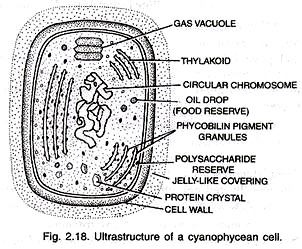 GAS VACUOLE
THYLAKOID
CIRCULAR CHROMOSOME
OIL DROP
(FOOD RESERVE)
PHYCOBILIN PIGMENT
GRANULES
POLYSACCHARIDE
RESERVE
JELLY-LIKE COVERING
PROTEIN CRYSTAL
CELL WALL
Fig. 2.18. Ultrastructure of a cyanophycean cell.